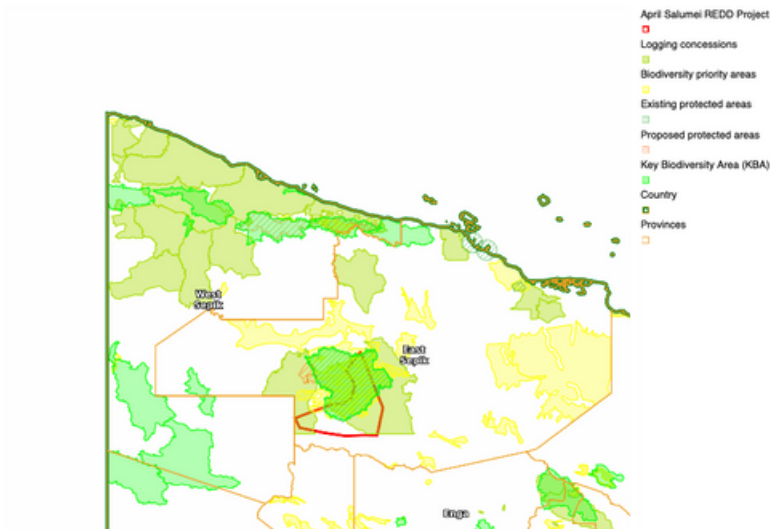 April Salumei REDD Project
Logging concessions
Biodiversity priority areas
Existing protected areas
Proposed protected areas
Key Biodiversity Area (KBA)
Country
Provinces
West
Sepik
East
Sepik
Enga